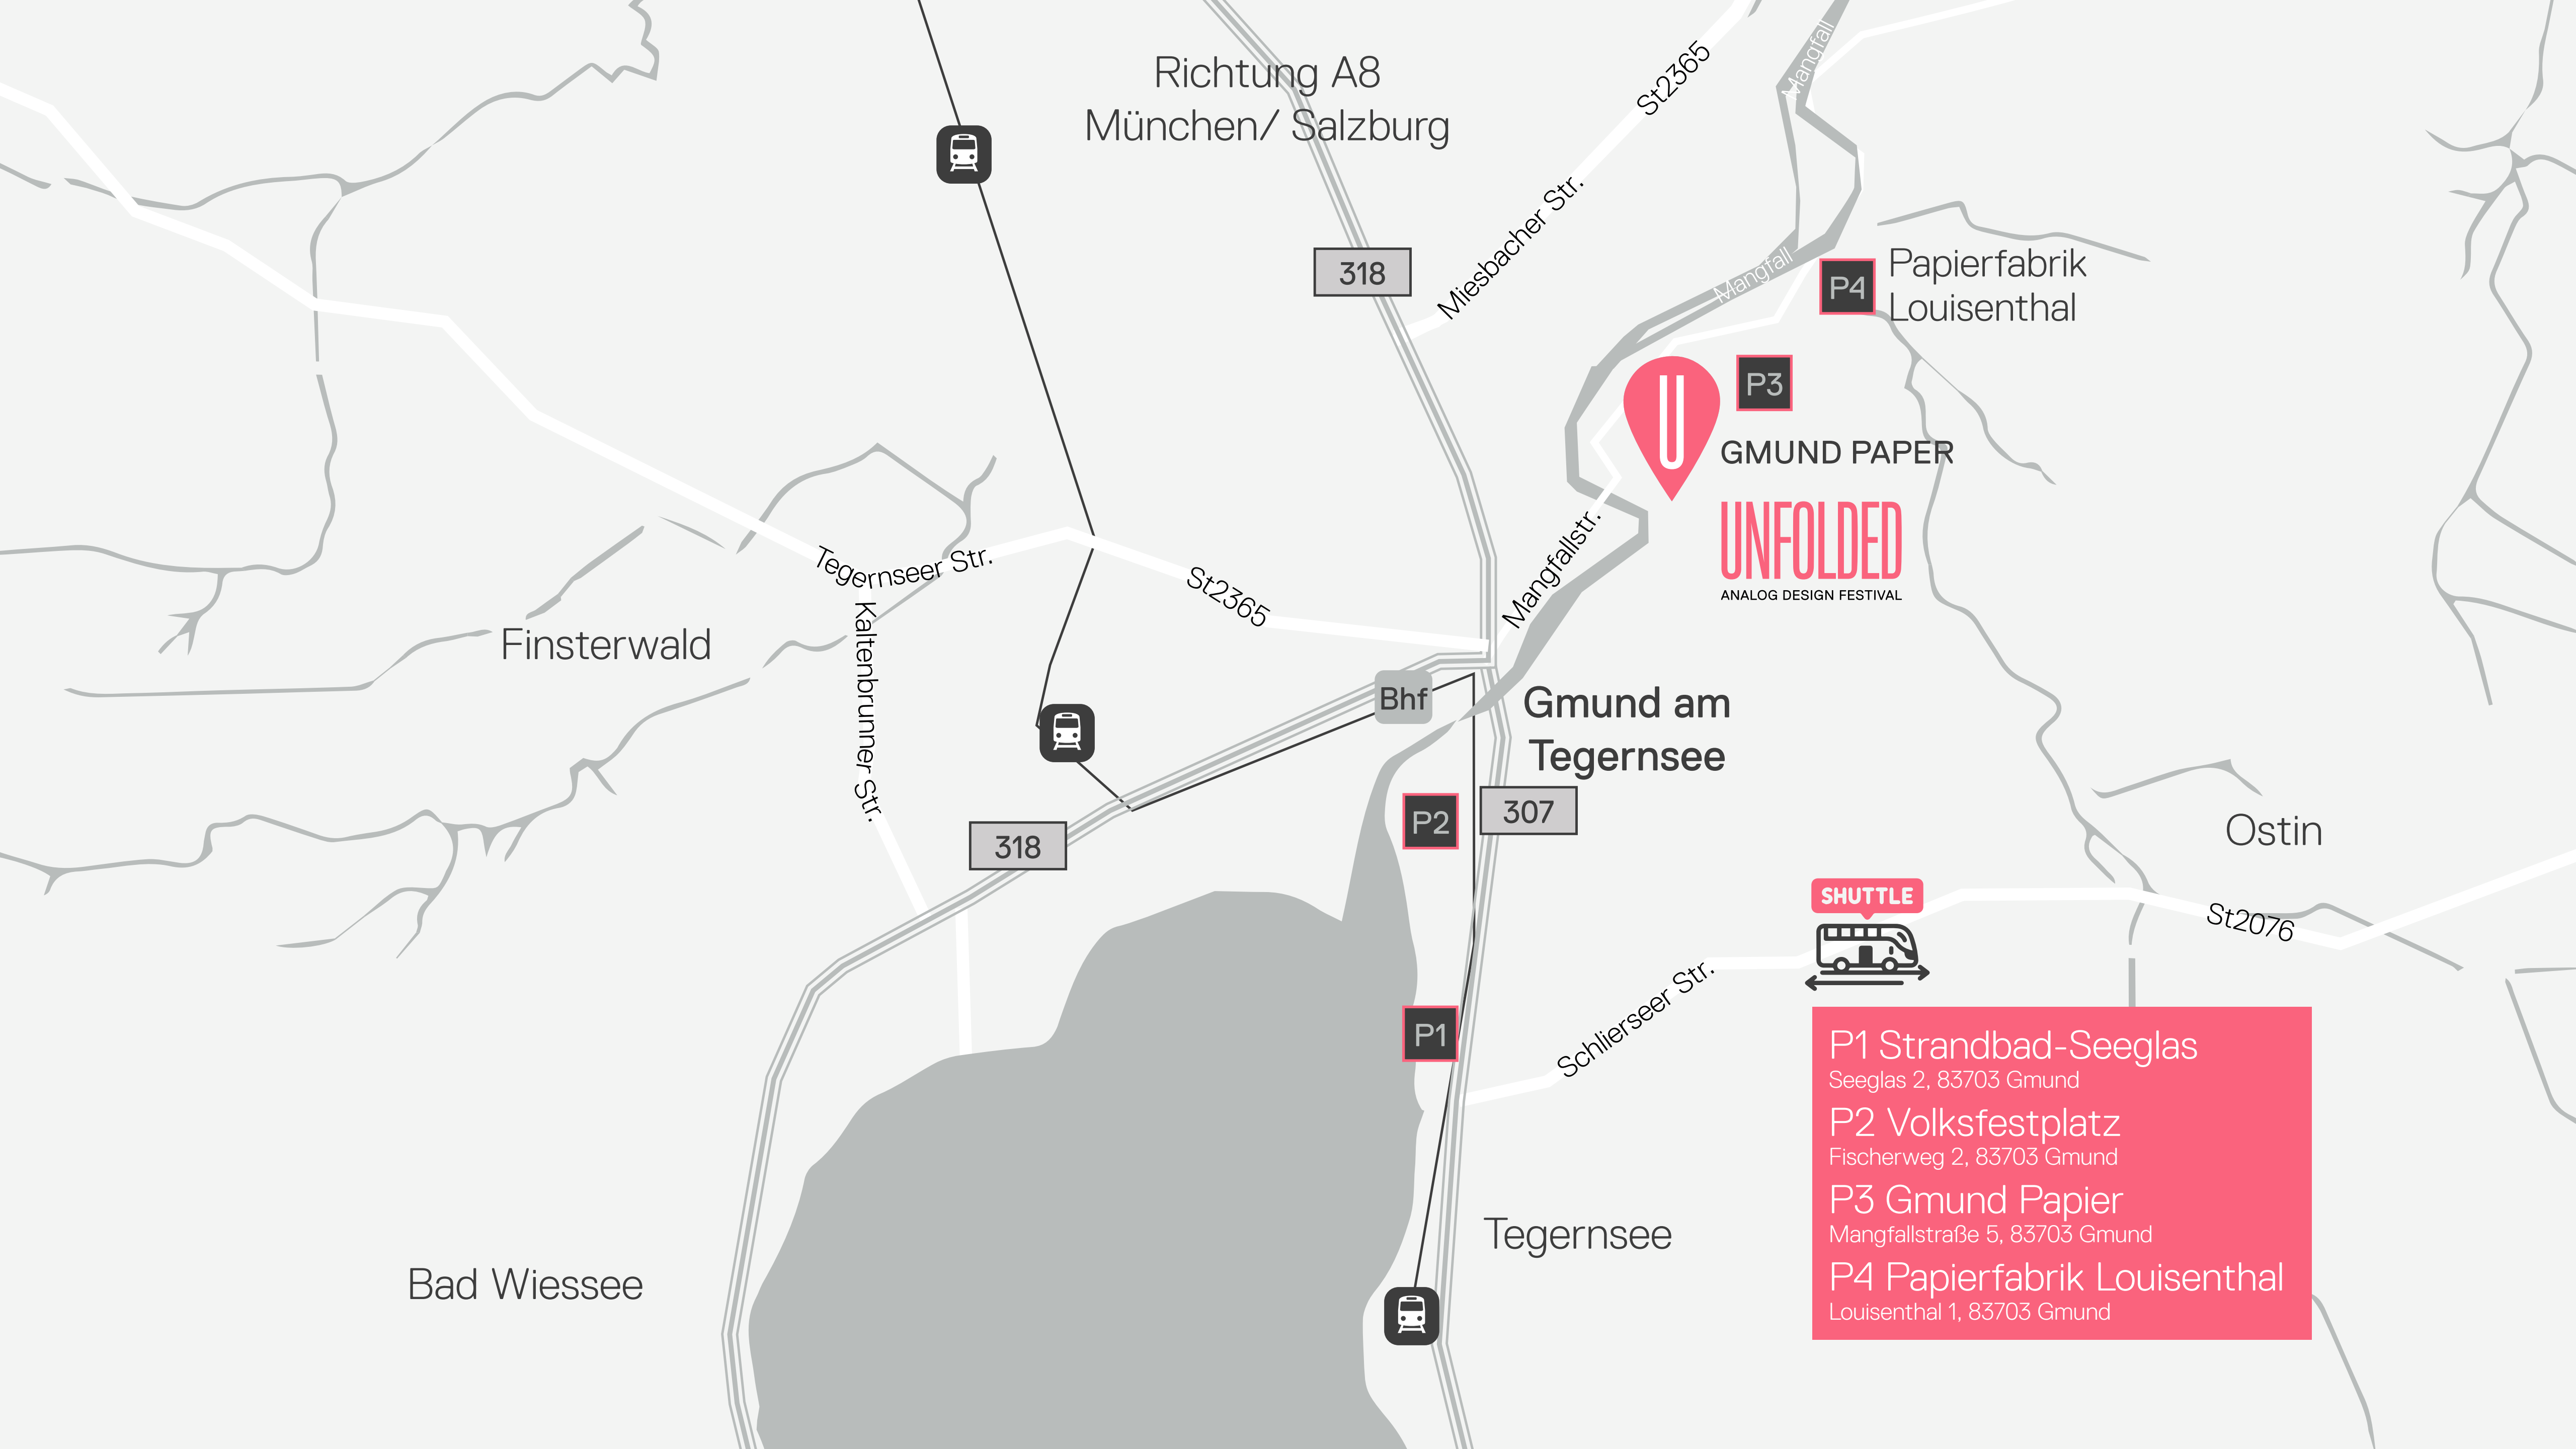 Richtung A8
München/ Salzburg
St2365
Mangfall
Miesbacher Str.
318
Mangfall
P4
Papierfabrik
Louisenthal
P3
U
GMUND PAPER
UNFOLDED
ANALOG DESIGN FESTIVAL
Mangfallstr.
Tegernseer Str.
St2365
Kaltenbrunner Str.
Finsterwald
Bhf
Gmund am
Tegernsee
P2
307
318
Ostin
SHUTTLE
St2076
Schlierseer Str.
P1
Tegernsee
Bad Wiessee
P1 Strandbad-Seeglas
Seeglas 2, 83703 Gmund
P2 Volksfestplatz
Fischerweg 2, 83703 Gmund
P3 Gmund Papier
Mangfallstraße 5, 83703 Gmund
P4 Papierfabrik Louisenthal
Louisenthal 1, 83703 Gmund